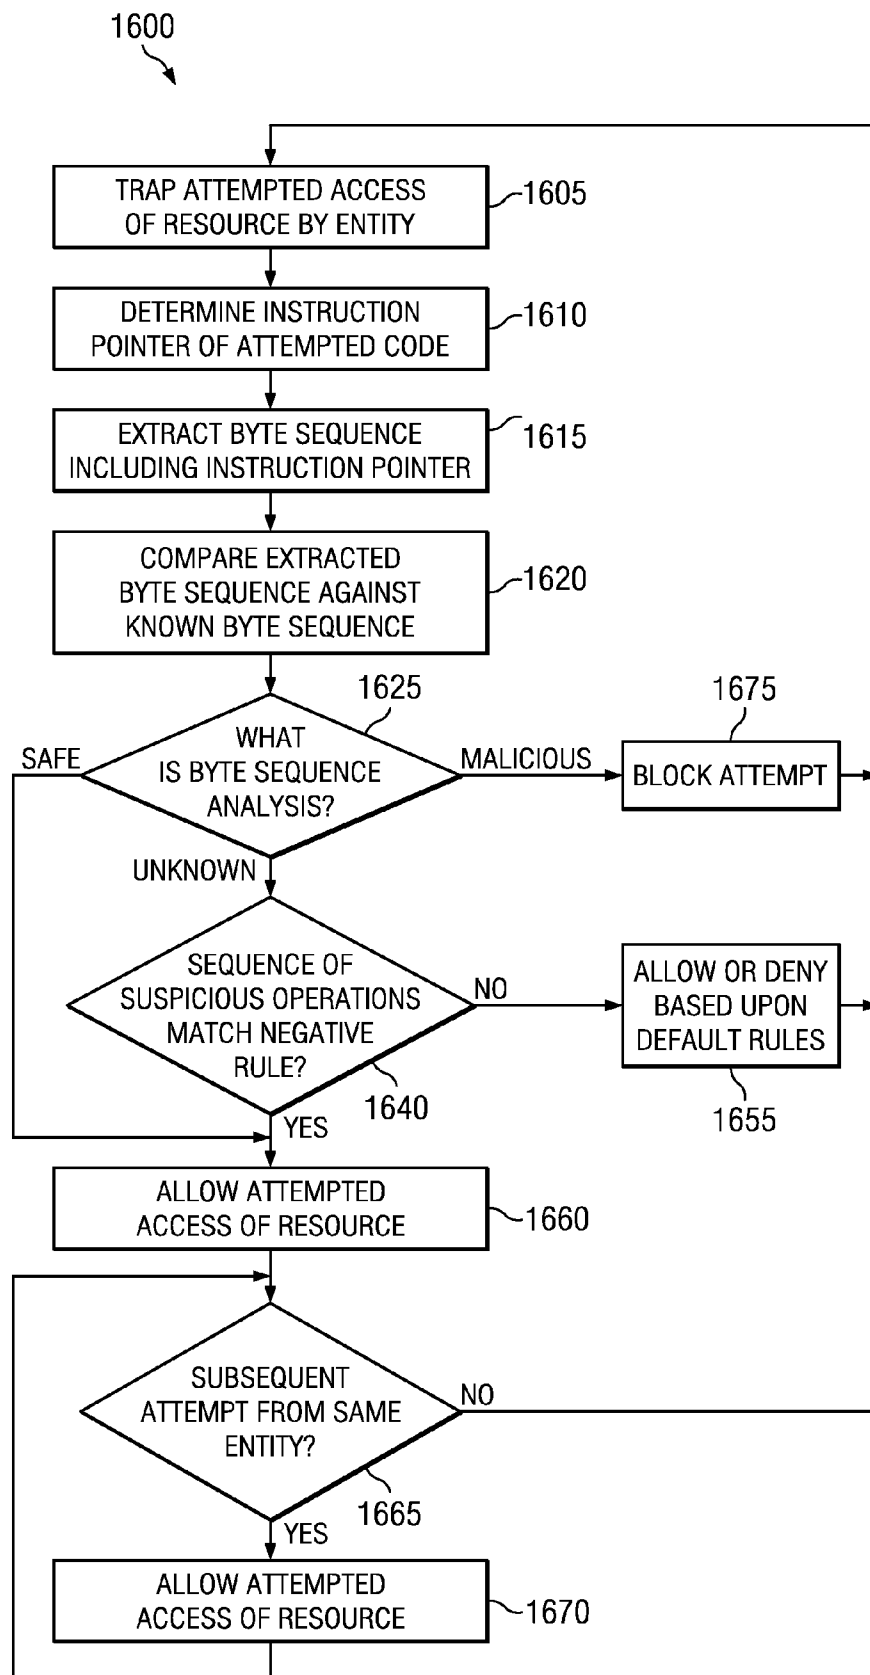 1600
TRAP ATTEMPTED ACCESS
OF RESOURCE BY ENTITY
1605
DETERMINE INSTRUCTION
POINTER OF ATTEMPTED CODE
1610
EXTRACT BYTE SEQUENCE
INCLUDING INSTRUCTION POINTER
1615
COMPARE EXTRACTED
BYTE SEQUENCE AGAINST
KNOWN BYTE SEQUENCE
1620
1625
WHAT
IS BYTE SEQUENCE
ANALYSIS?
SAFE
MALICIOUS
1675
BLOCK ATTEMPT
UNKNOWN
SEQUENCE OF
SUSPICIOUS OPERATIONS
MATCH NEGATIVE
RULE?
1640
NO
ALLOW OR DENY
BASED UPON
DEFAULT RULES
1655
YES
ALLOW ATTEMPTED
ACCESS OF RESOURCE
1660
SUBSEQUENT
ATTEMPT FROM SAME
ENTITY?
NO
1665
YES
ALLOW ATTEMPTED
ACCESS OF RESOURCE
1670